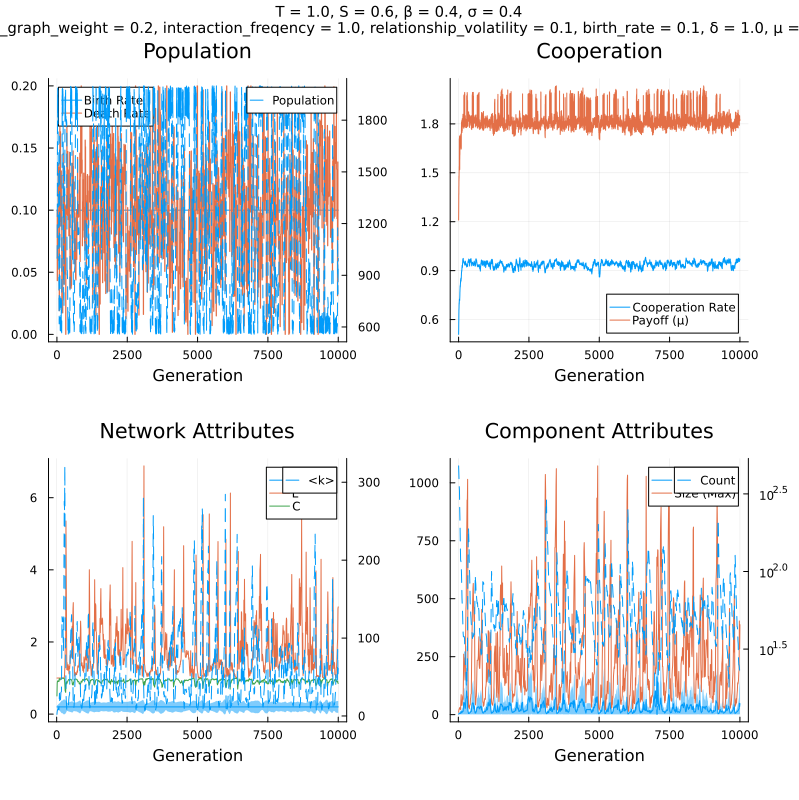 T = 1.0, S = 0.6, β = 0.4, σ = 0.4
_graph_weight = 0.2, interaction_freqency = 1.0, relationship_volatility = 0.1, birth_rate = 0.1, δ = 1.0, μ =
Population
Cooperation
0.20
0.15
0.10
0.05
0.00
Birth Rate
Death Rate
Population
1800
1500
1200
900
600
0 2500 5000 7500 10000
Generation
1.8
1.5
1.2
0.9
0.6
Cooperation Rate
Payoff (μ)
0 2500 5000 7500 10000
Generation
Network Attributes
Component Attributes
6
4
2
0
<k>
L
C
300
200
100
0
0 2500 5000 7500 10000
Generation
1000
750
500
250
0
Count
Size (Max)
10^2.5
10^2.0
10^1.5
0 2500 5000 7500 10000
Generation